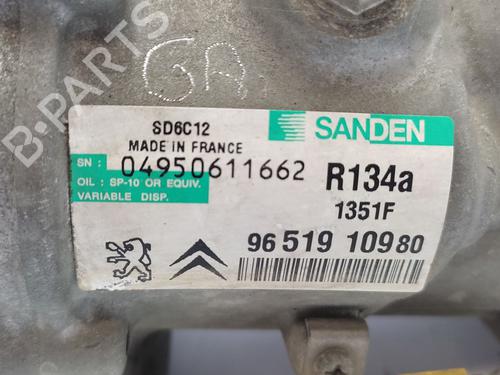 GA
SD6C12
MADE IN FRANCE
SANDEN
SN : 04950611662
OIL : SP-10 OR EQUIV.
VARIABLE DISP.
R134a
1351F
96 519 109 80
B-PARTS